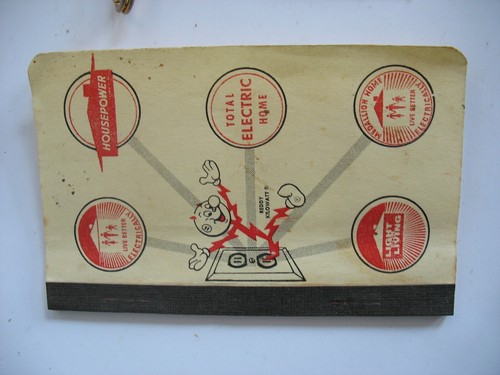 HOUSEPOWER
TOTAL
ELECTRIC
HOME
MEDALLION HOME
LIVE BETTER
ELECTRICALLY
LIVE BETTER
ELECTRICALLY
REDDY
KILOWATT ®
®
LIGHT
FOR
LIVING